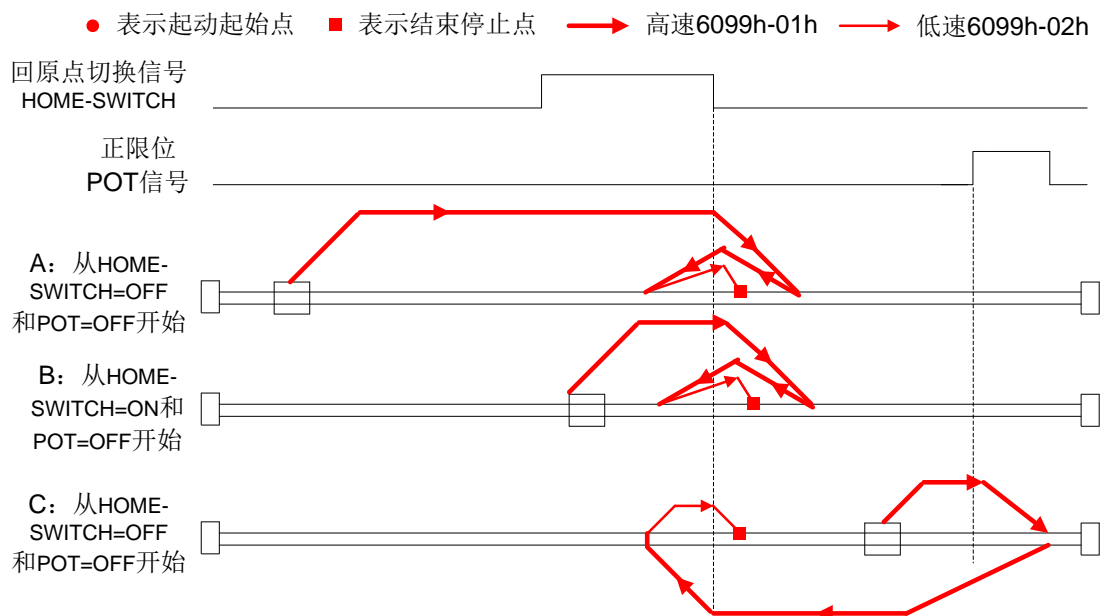 ● 表示起动起始点 ■ 表示结束停止点 高速6099h-01h 低速6099h-02h
回原点切换信号
HOME-SWITCH
正限位
POT信号
A：从HOME-
SWITCH=OFF
和POT=OFF开始
B：从HOME-
SWITCH=ON和
POT=OFF开始
C：从HOME-
SWITCH=OFF
和POT=OFF开始